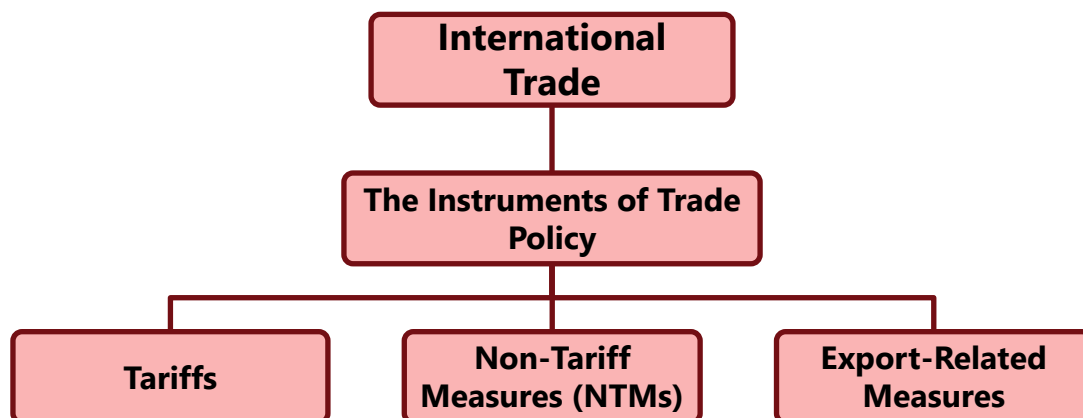 International
Trade
The Instruments of Trade
Policy
Tariffs
Non-Tariff
Measures (NTMs)
Export-Related
Measures